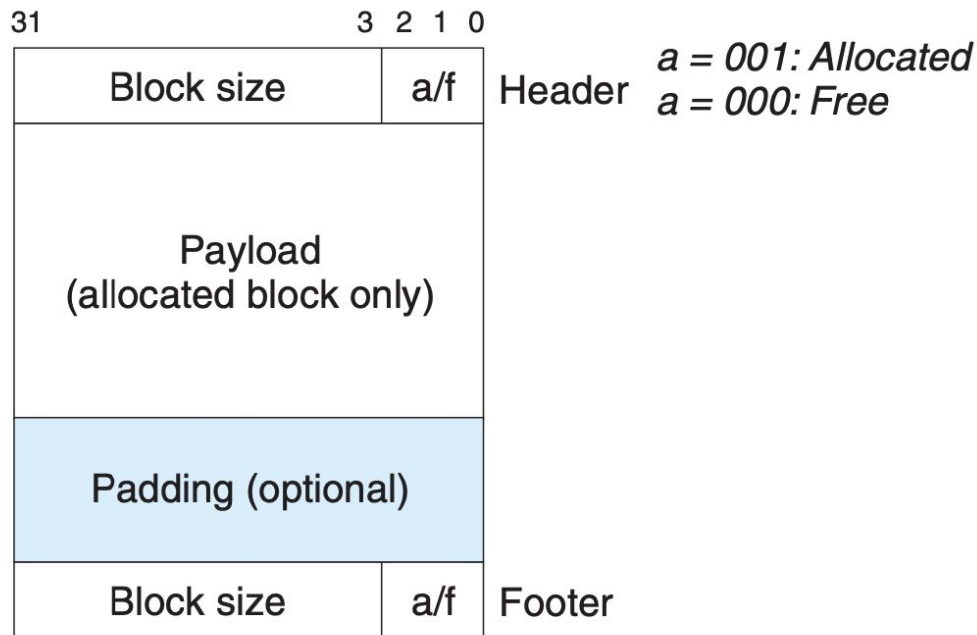 31 3 2 1 0
Block size a/f Header a = 001: Allocated
a = 000: Free
Payload
(allocated block only)
Padding (optional)
Block size a/f Footer